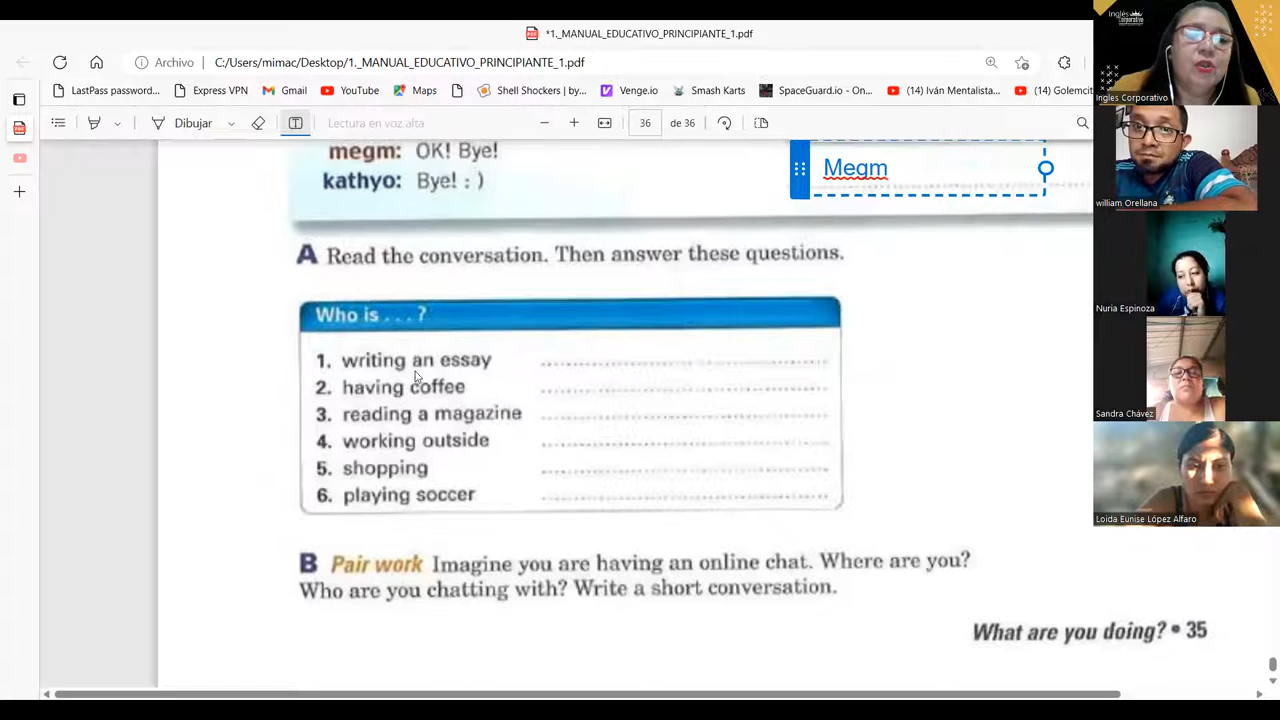 *1._MANUAL_EDUCATIVO_PRINCIPIANTE_1.pdf
Archivo C:/Users/mimac/Desktop/1._MANUAL_EDUCATIVO_PRINCIPIANTE_1.pdf
LastPass password... Express VPN Gmail YouTube Maps Shell Shockers | by... Venge.io Smash Karts SpaceGuard.io - On... (14) Iván Mentalista... (14) Golemcit
Dibujar Lectura en voz alta 36 de 36
megm: OK! Bye!
kathyo: Bye! : )
Megm
A Read the conversation. Then answer these questions.
Who is . . . ?
1. writing an essay
2. having coffee
3. reading a magazine
4. working outside
5. shopping
6. playing soccer
B Pair work Imagine you are having an online chat. Where are you?
Who are you chatting with? Write a short conversation.
What are you doing? • 35
Inglés
Corporativo
Ingles Corporativo
william Orellana
Nuria Espinoza
Sandra Chávez
Loida Eunise López Alfaro